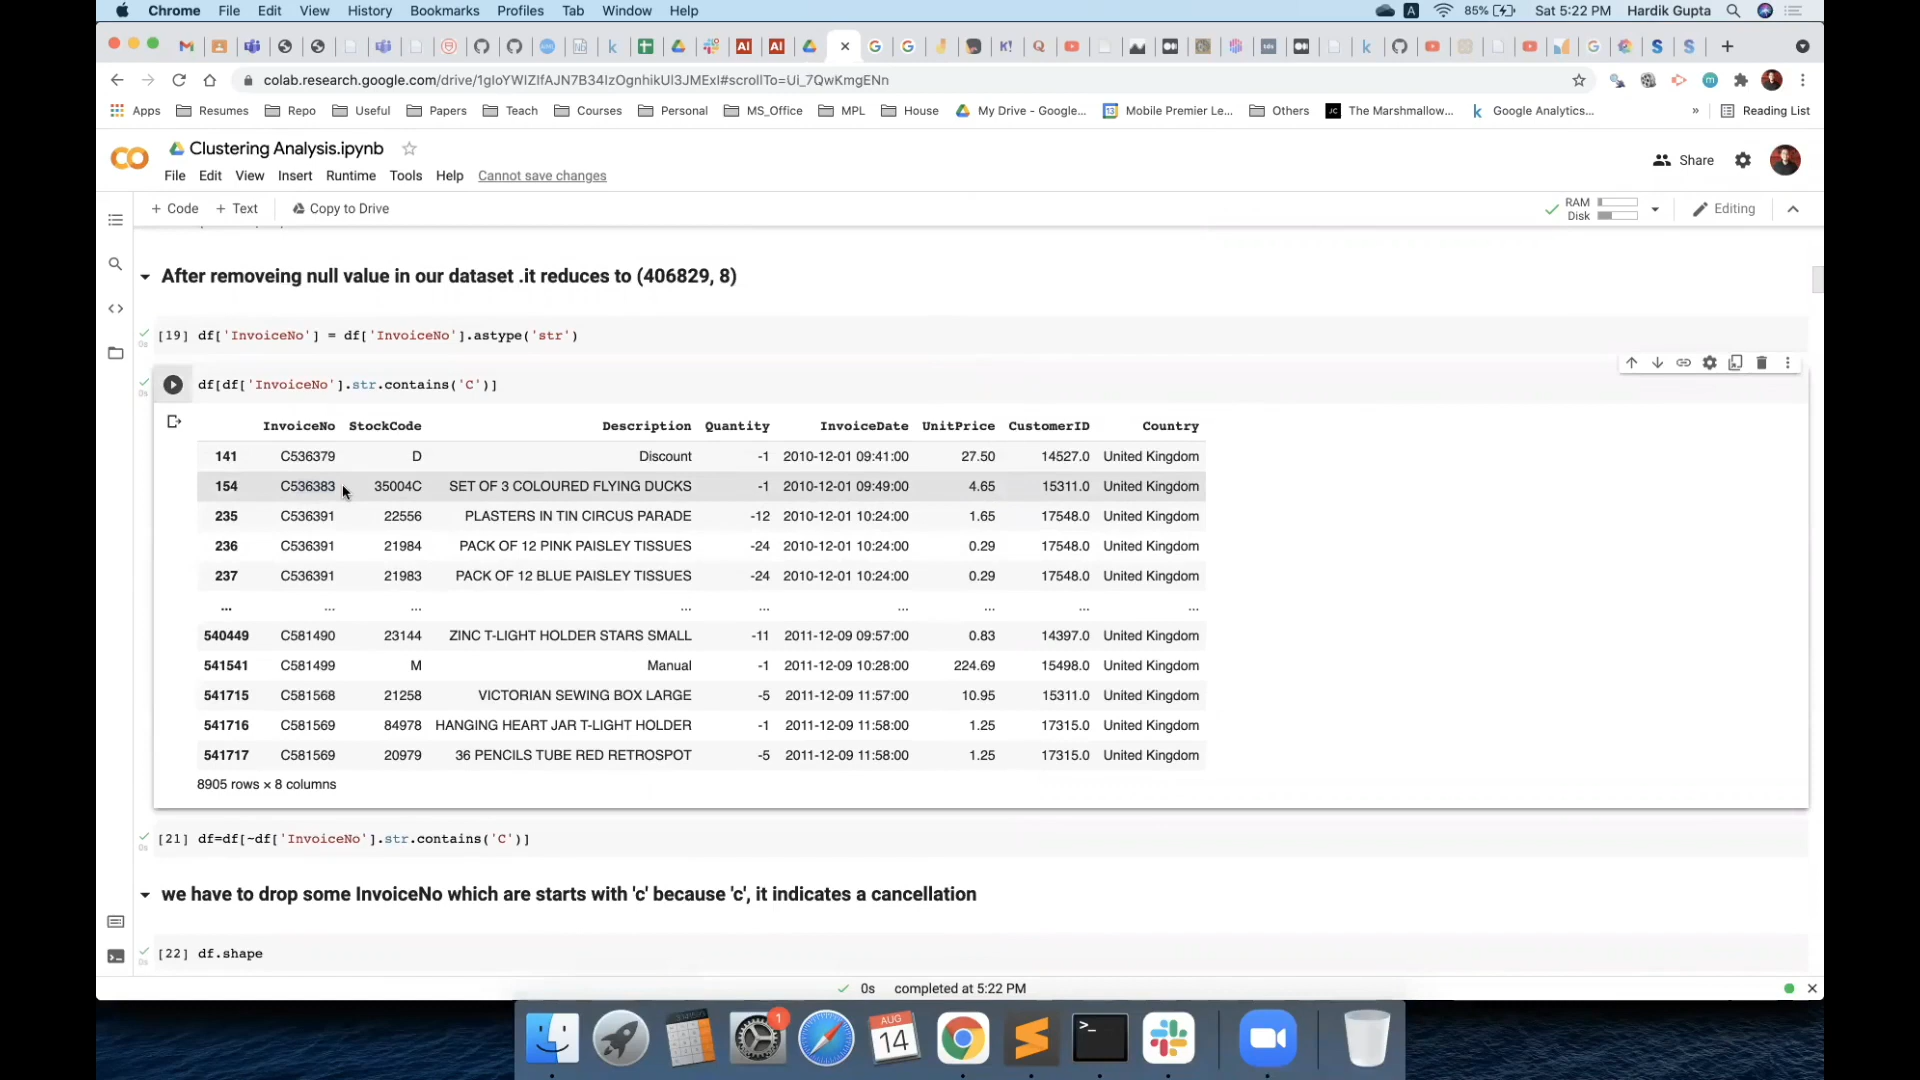 Chrome File Edit View History Bookmarks Profiles Tab Window Help
A 85% Sat 5:22 PM Hardik Gupta
colab.research.google.com/drive/
Apps Resumes Repo Useful Papers Teach Courses Personal MS_Office MPL House My Drive - Google... Mobile Premier Le... Others The Marshmallow... Google Analytics... » Reading List
Clustering Analysis.ipynb
Share
File Edit View Insert Runtime Tools Help Cannot save changes
+ Code + Text Copy to Drive
RAM
Disk
Editing
After removeing null value in our dataset .it reduces to (406829, 8)
[19] df['InvoiceNo'] = df['InvoiceNo'].astype('str')
0s
df[df['InvoiceNo'].str.contains('C')]
0s
InvoiceNo StockCode Description Quantity InvoiceDate UnitPrice CustomerID Country
141 C536379 D Discount -1 2010-12-01 09:41:00 27.50 14527.0 United Kingdom
154 C536383 35004C SET OF 3 COLOURED FLYING DUCKS -1 2010-12-01 09:49:00 4.65 15311.0 United Kingdom
235 C536391 22556 PLASTERS IN TIN CIRCUS PARADE -12 2010-12-01 10:24:00 1.65 17548.0 United Kingdom
236 C536391 21984 PACK OF 12 PINK PAISLEY TISSUES -24 2010-12-01 10:24:00 0.29 17548.0 United Kingdom
237 C536391 21983 PACK OF 12 BLUE PAISLEY TISSUES -24 2010-12-01 10:24:00 0.29 17548.0 United Kingdom
... ... ... ... ... ... ... ... ...
540449 C581490 23144 ZINC T-LIGHT HOLDER STARS SMALL -11 2011-12-09 09:57:00 0.83 14397.0 United Kingdom
541541 C581499 M Manual -1 2011-12-09 10:28:00 224.69 15498.0 United Kingdom
541715 C581568 21258 VICTORIAN SEWING BOX LARGE -5 2011-12-09 11:57:00 10.95 15311.0 United Kingdom
541716 C581569 84978 HANGING HEART JAR T-LIGHT HOLDER -1 2011-12-09 11:58:00 1.25 17315.0 United Kingdom
541717 C581569 20979 36 PENCILS TUBE RED RETROSPOT -5 2011-12-09 11:58:00 1.25 17315.0 United Kingdom
8905 rows × 8 columns
[21] df=df[~df['InvoiceNo'].str.contains('C')]
0s
we have to drop some InvoiceNo which are starts with 'c' because 'c', it indicates a cancellation
[22] df.shape
0s
0s completed at 5:22 PM
1
AUG
14